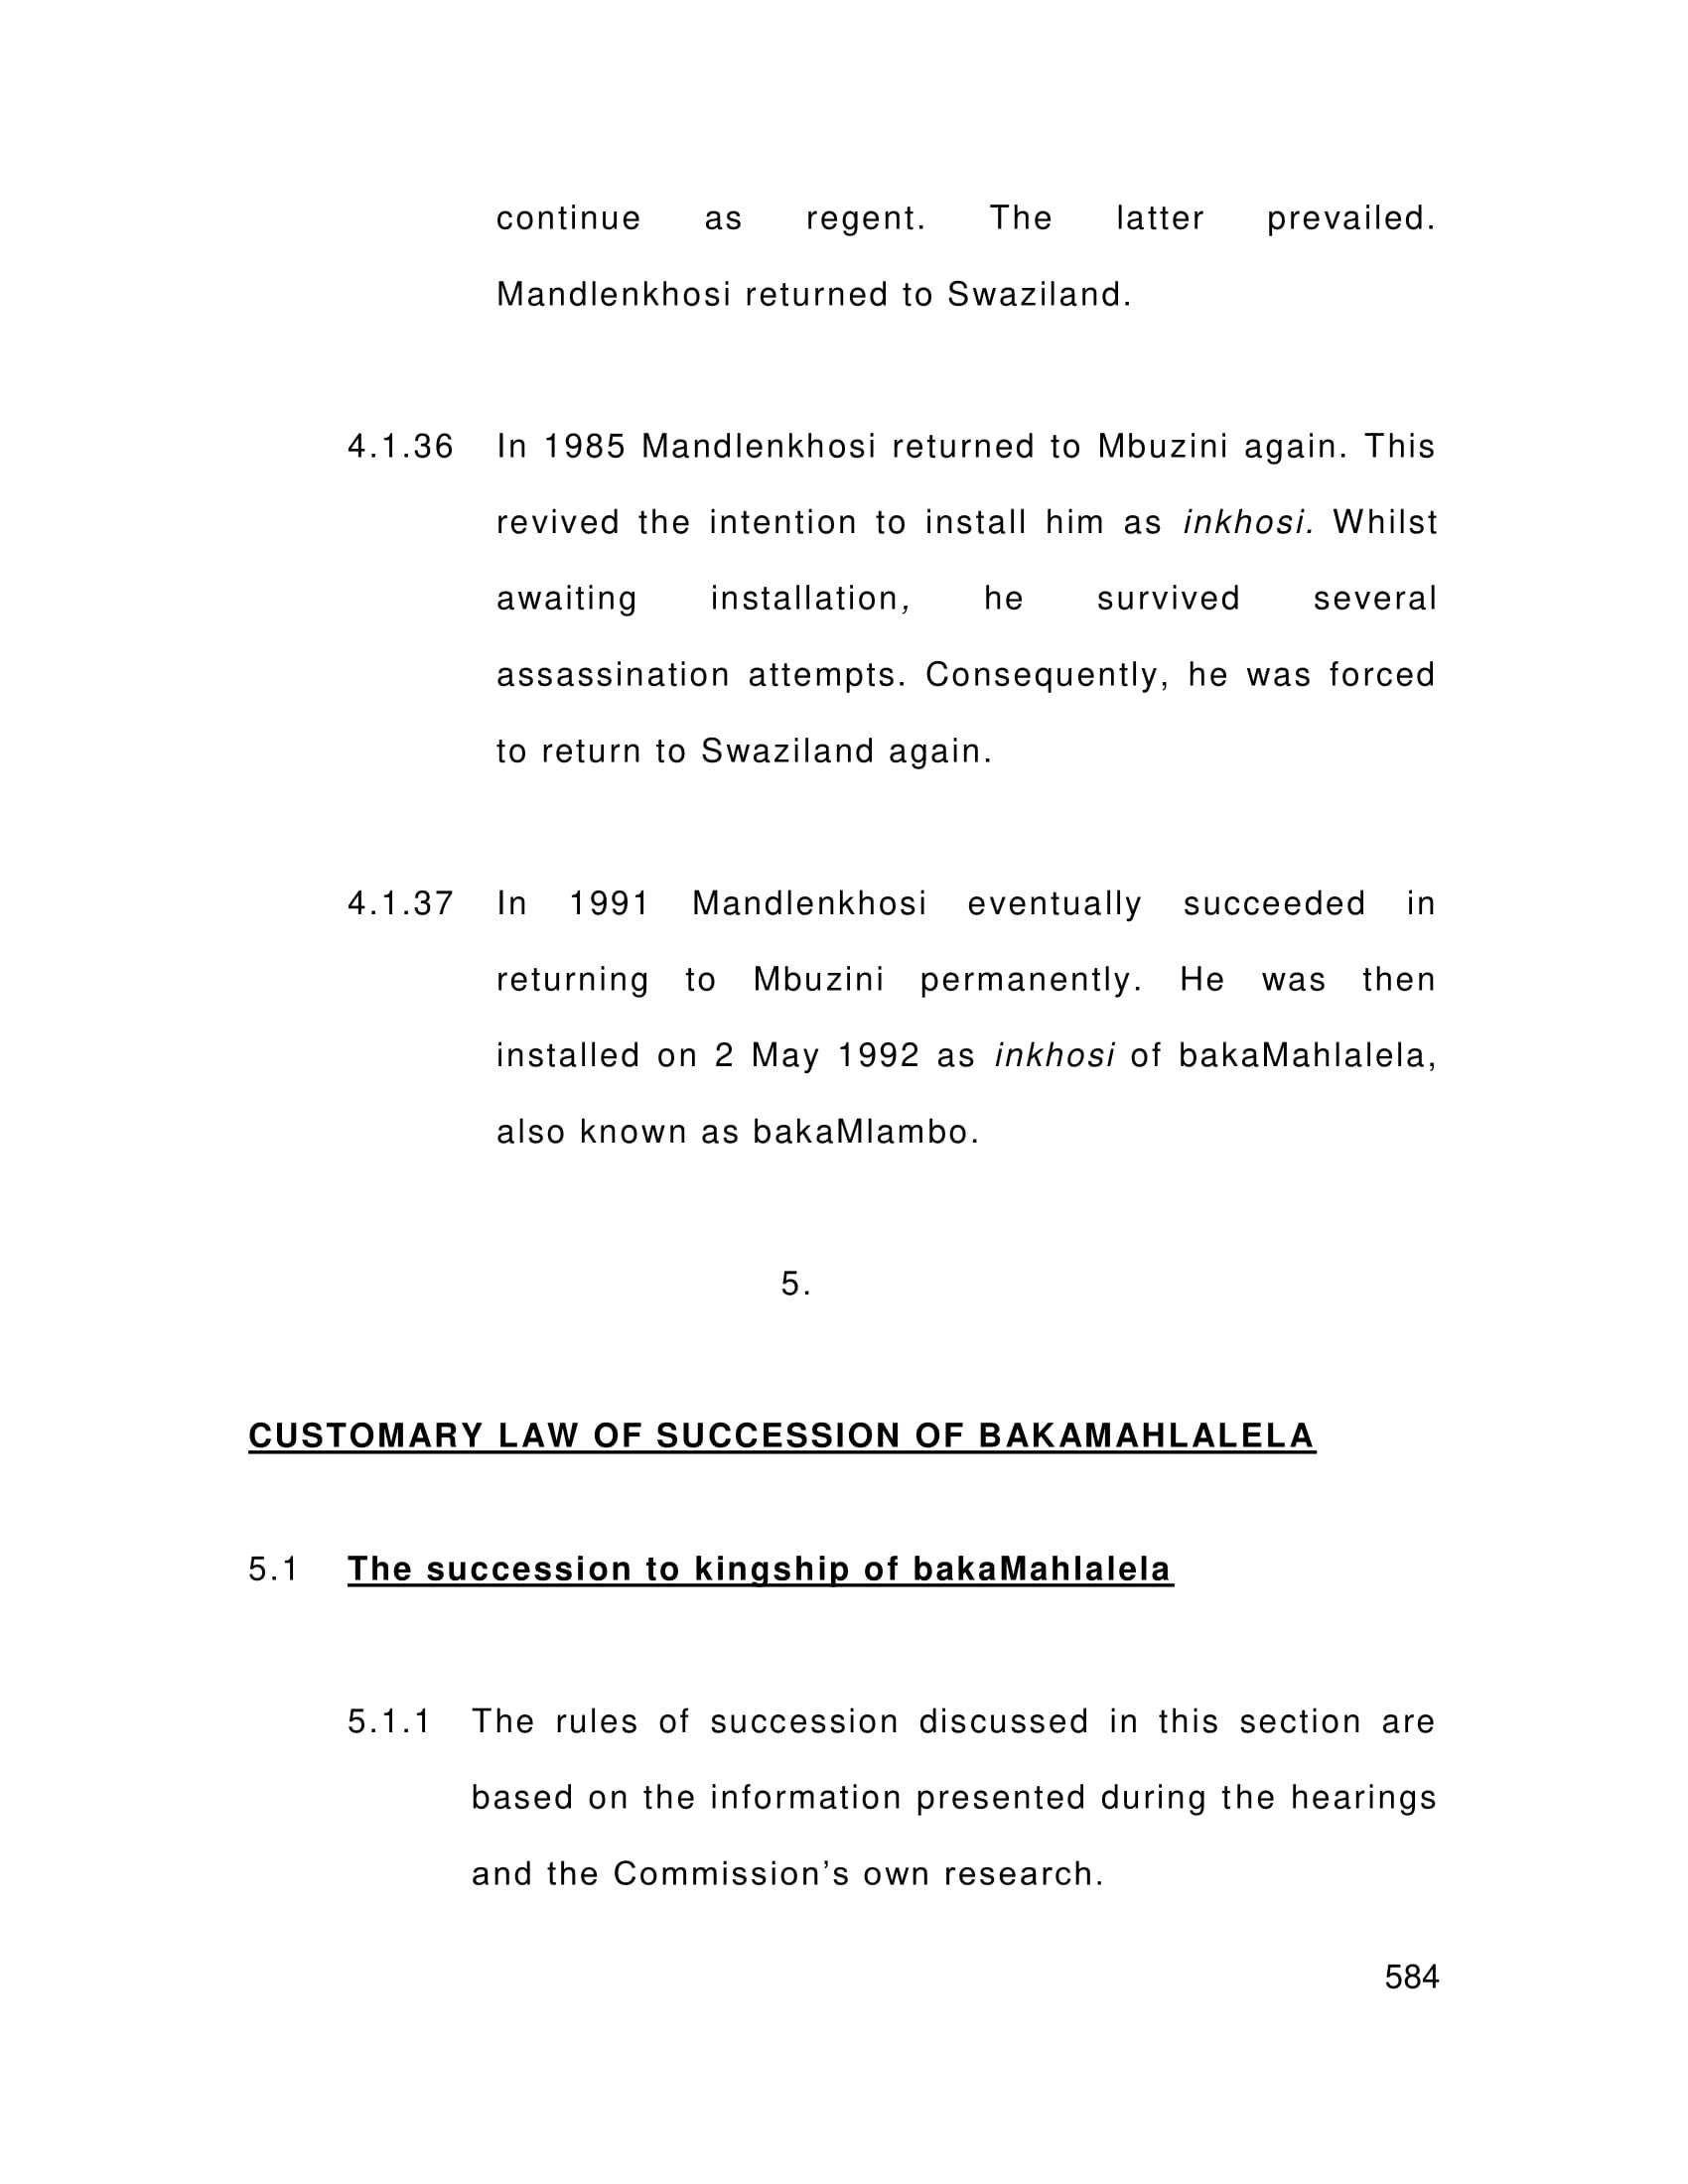 continue as regent. The latter prevailed.
Mandlenkhosi returned to Swaziland.
4.1.36 In 1985 Mandlenkhosi returned to Mbuzini again. This
revived the intention to install him as inkhosi. Whilst
awaiting installation, he survived several
assassination attempts. Consequently, he was forced
to return to Swaziland again.
4.1.37 In 1991 Mandlenkhosi eventually succeeded in
returning to Mbuzini permanently. He was then
installed on 2 May 1992 as inkhosi of bakaMahlalela,
also known as bakaMlambo.
5.
CUSTOMARY LAW OF SUCCESSION OF BAKAMAHLALELA
5.1 The succession to kingship of bakaMahlalela
5.1.1 The rules of succession discussed in this section are
based on the information presented during the hearings
and the Commission’s own research.
584